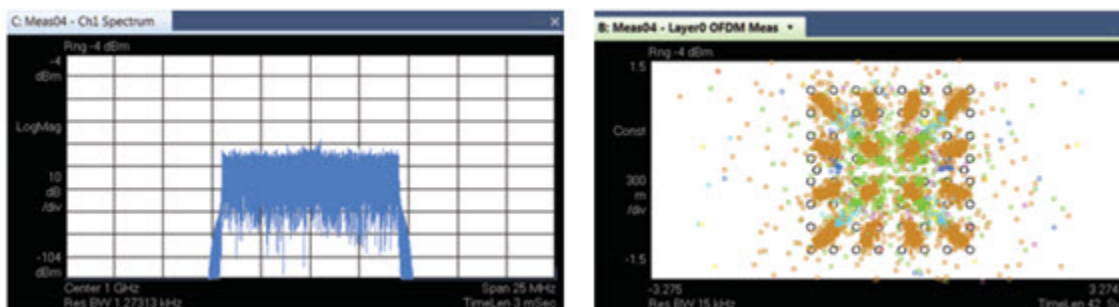 C: Meas04 - Ch1 Spectrum
Rng -4 dBm
-4
dBm
LogMag
10
dB
/div
-104
dBm
Center 1 GHz
Span 25 MHz
Res BW 1.27313 kHz
TimeLen 3 mSec
B: Meas04 - Layer0 OFDM Meas
Rng -4 dBm
1.5
Const
300
m
/div
-1.5
-3.275
Res BW 15 kHz
TimeLen